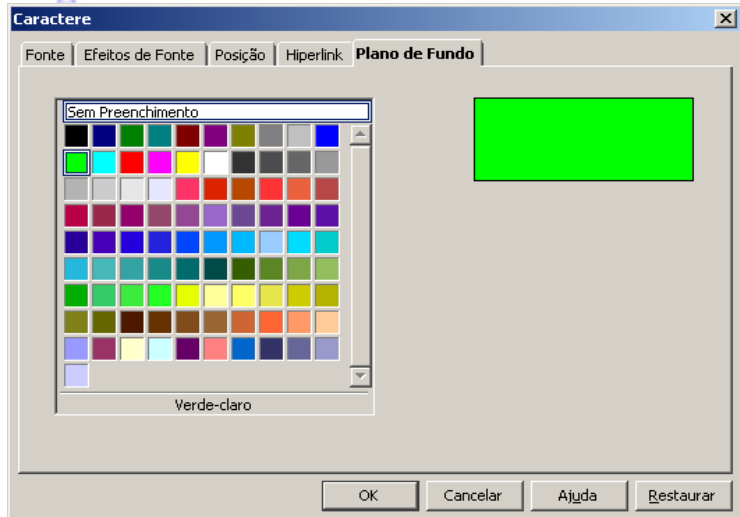 Caractere
Fonte Efeitos de Fonte Posição Hiperlink Plano de Fundo
Sem Preenchimento
Verde-claro
OK Cancelar Ajuda Restaurar